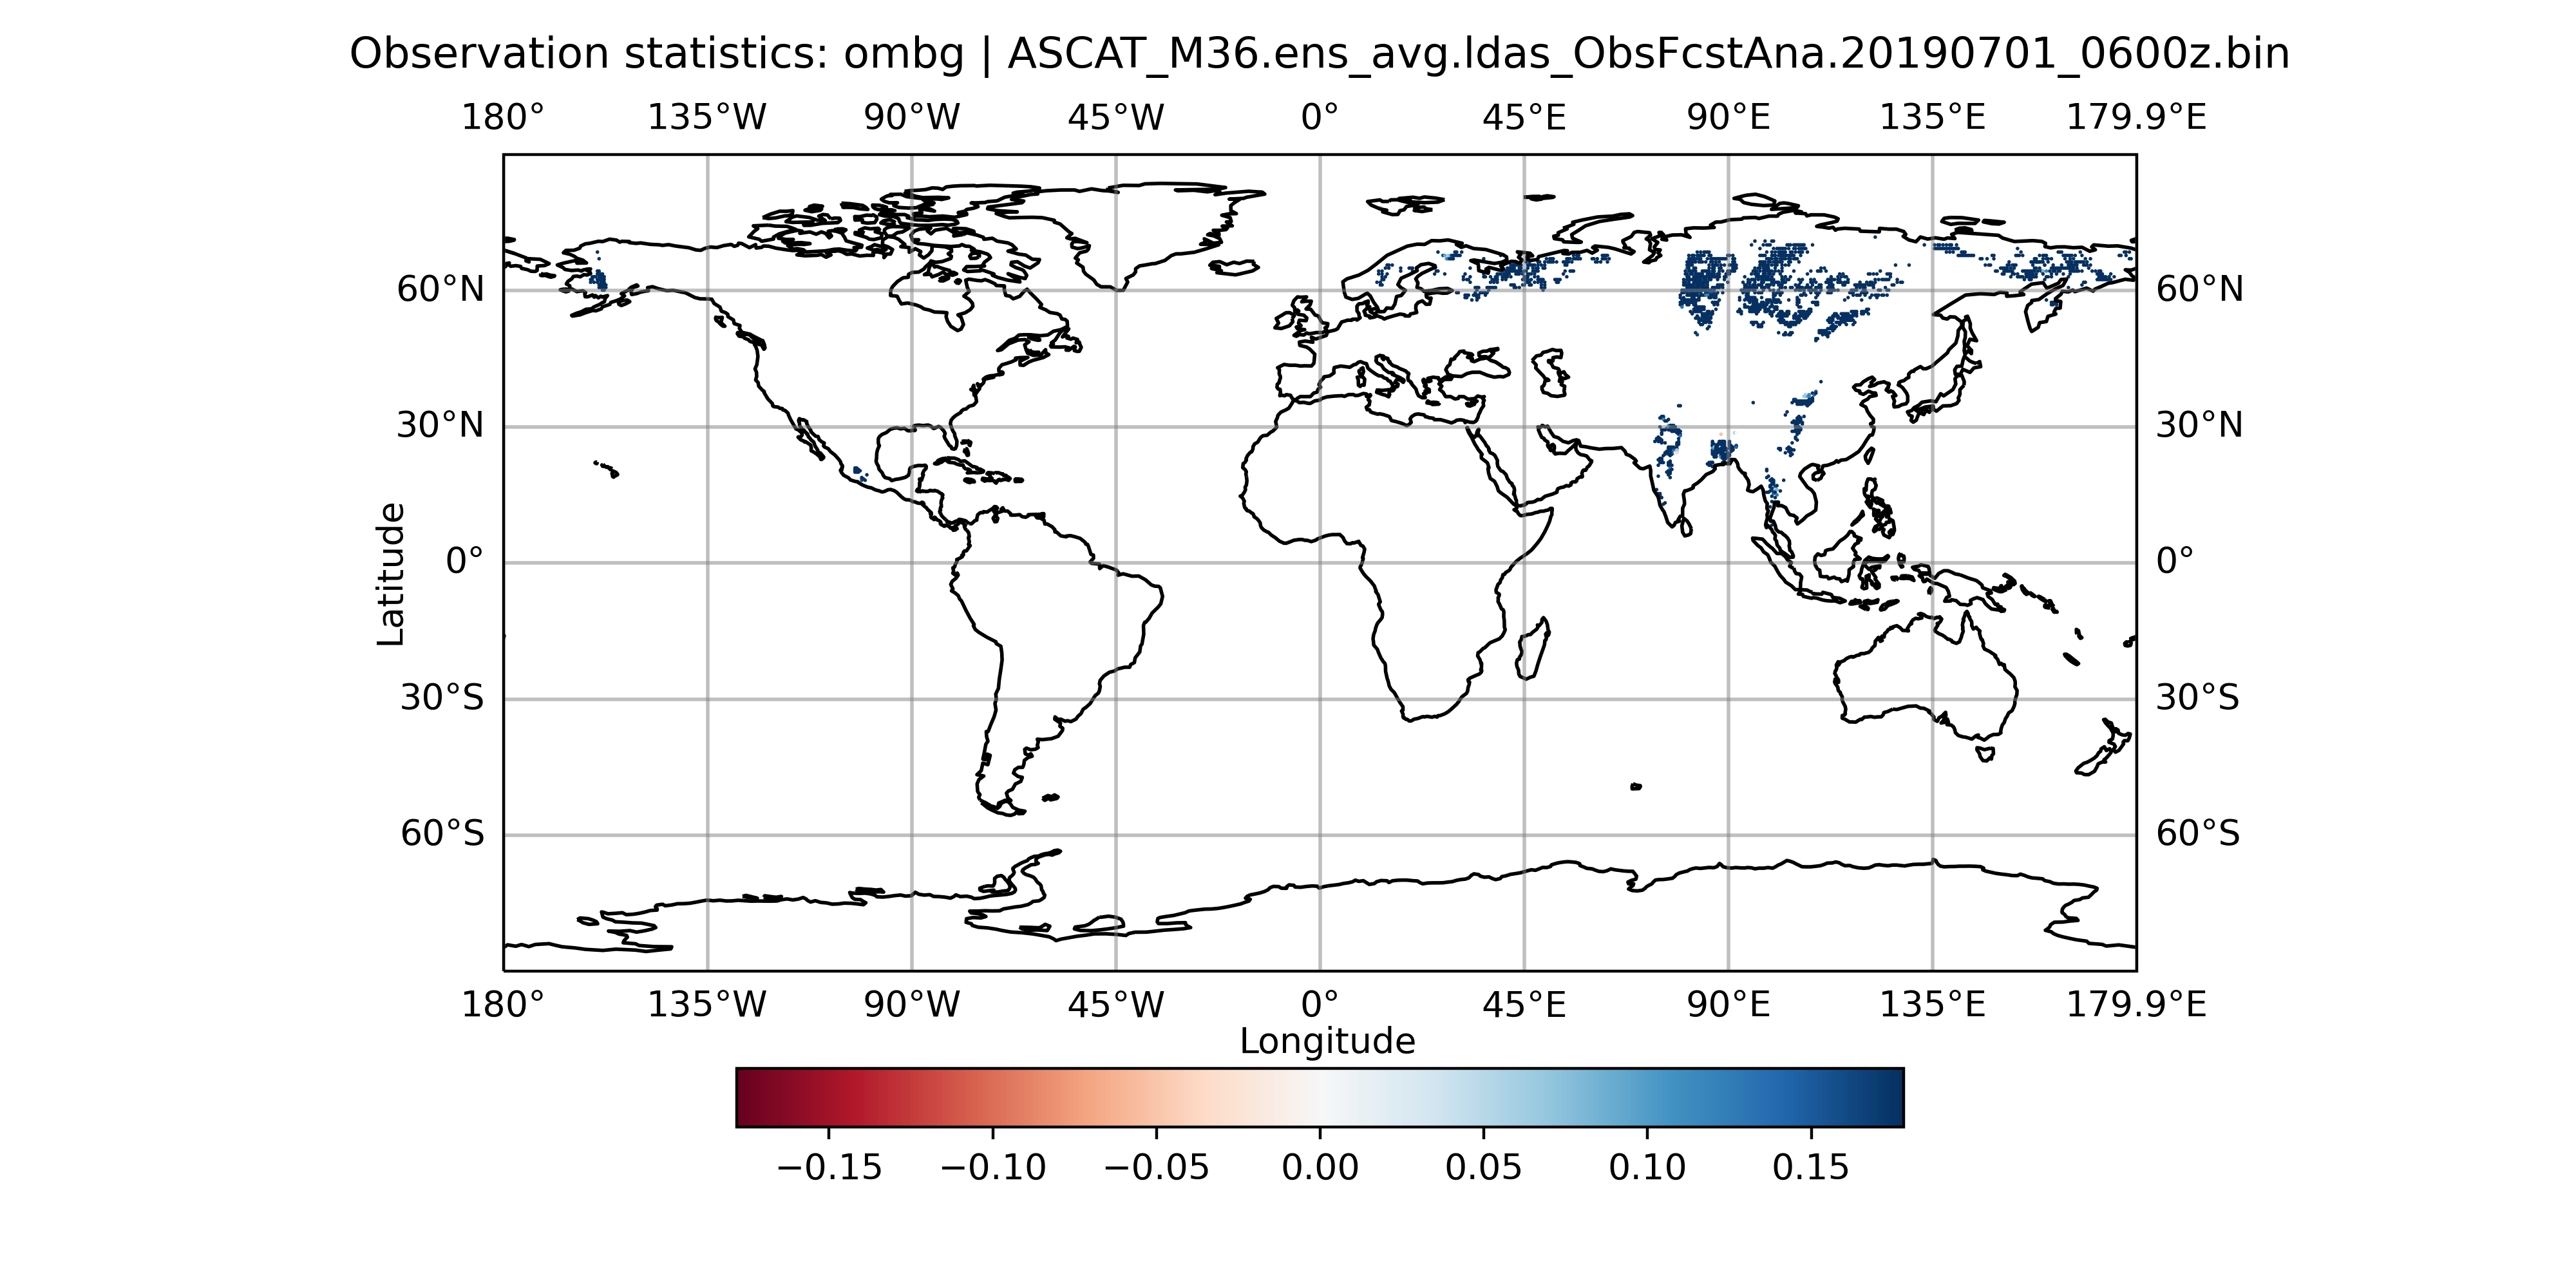 Observation statistics: ombg | ASCAT_M36.ens_avg.ldas_ObsFcstAna.20190701_0600z.bin
180° 135°W 90°W 45°W 0° 45°E 90°E 135°E 179.9°E
60°N 60°N
30°N 30°N
0° 0°
30°S 30°S
60°S 60°S
Latitude
180° 135°W 90°W 45°W 0° 45°E 90°E 135°E 179.9°E
Longitude
−0.15 −0.10 −0.05 0.00 0.05 0.10 0.15